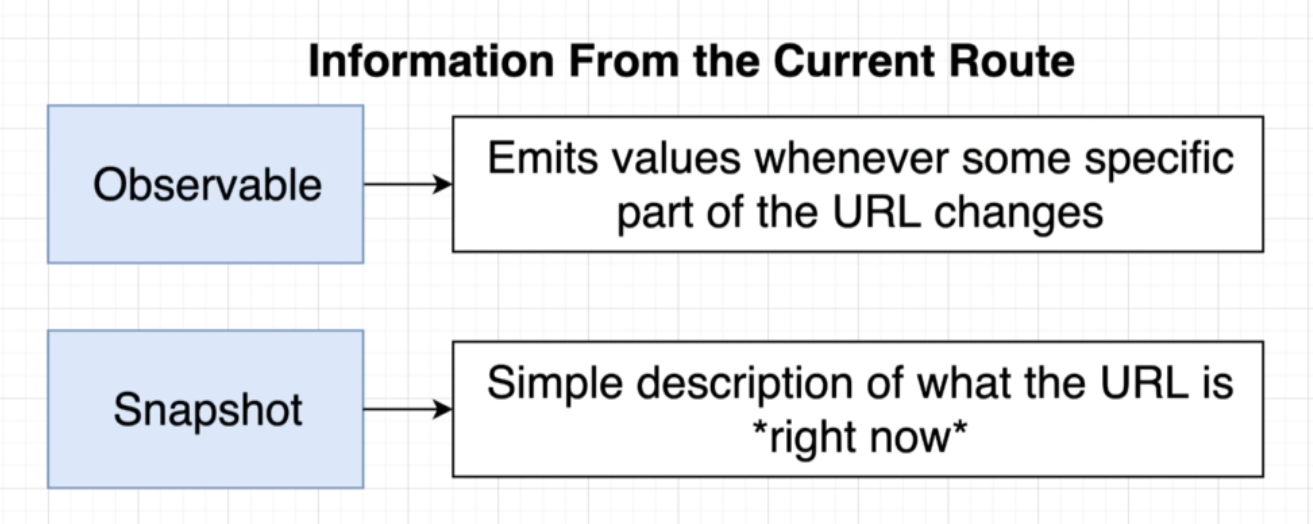 Information From the Current Route
Observable
Emits values whenever some specific
part of the URL changes
Snapshot
Simple description of what the URL is
*right now*